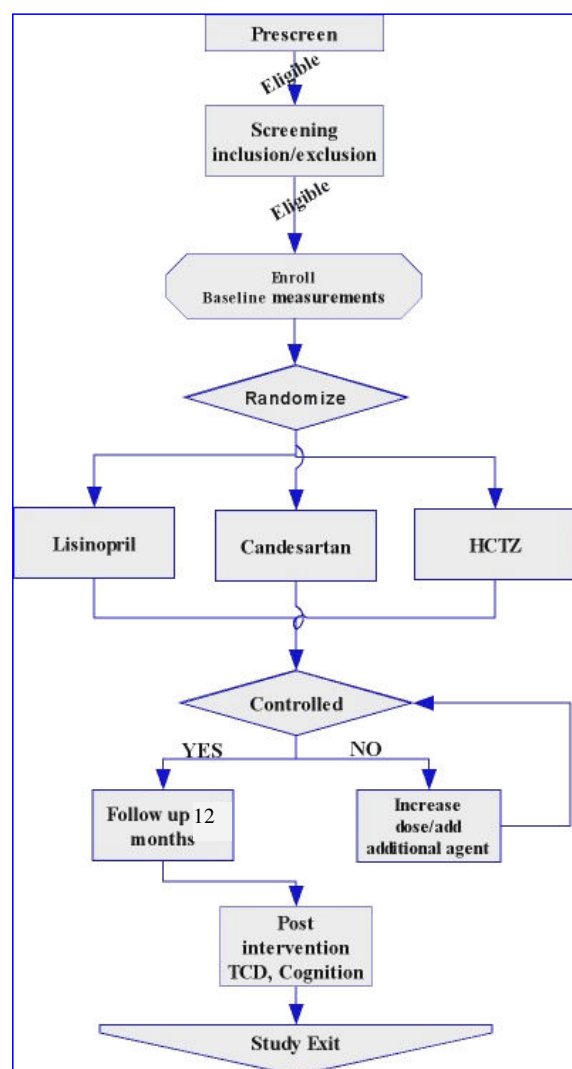 Prescreen
Eligible
Screening
inclusion/exclusion
Eligible
Enroll
Baseline measurements
Randomize
Lisinopril
Candesartan
HCTZ
Controlled
YES
NO
Follow up 12
months
Increase
dose/add
additional agent
Post
intervention
TCD, Cognition
Study Exit